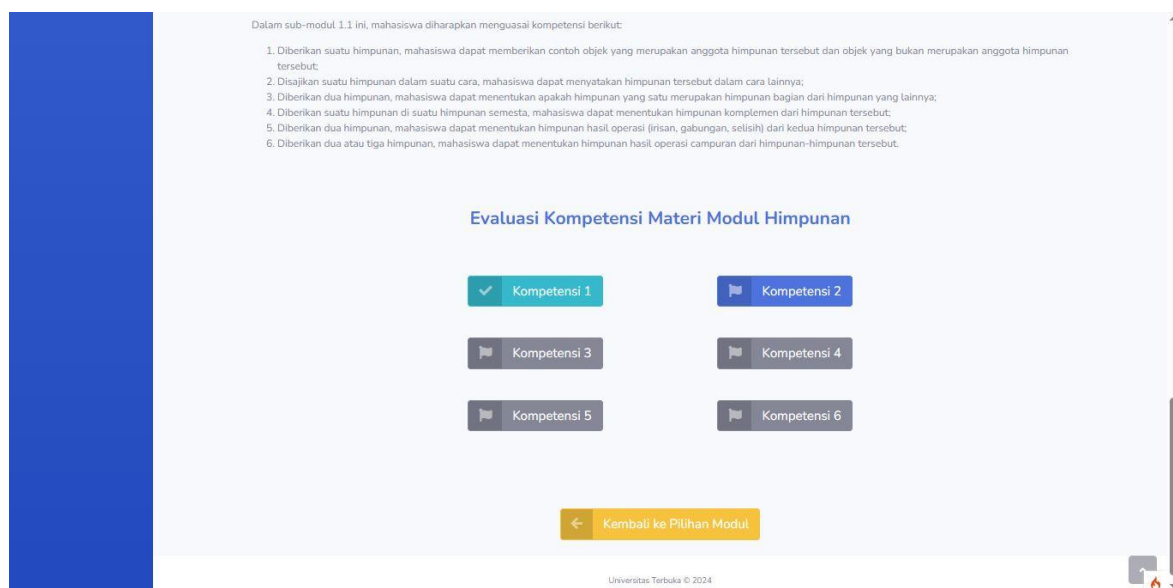 Dalam sub-modul 1.1 ini, mahasiswa diharapkan menguasai kompetensi berikut:
1. Diberikan suatu himpunan, mahasiswa dapat memberikan contoh objek yang merupakan anggota himpunan tersebut dan objek yang bukan merupakan anggota himpunan
tersebut;
2. Disajikan suatu himpunan dalam suatu cara, mahasiswa dapat menyatakan himpunan tersebut dalam cara lainnya;
3. Diberikan dua himpunan, mahasiswa dapat menentukan apakah himpunan yang satu merupakan himpunan bagian dari himpunan yang lainnya;
4. Diberikan suatu himpunan di suatu himpunan semesta, mahasiswa dapat menentukan himpunan komplemen dari himpunan tersebut;
5. Diberikan dua himpunan, mahasiswa dapat menentukan himpunan hasil operasi (irisan, gabungan, selisih) dari kedua himpunan tersebut;
6. Diberikan dua atau tiga himpunan, mahasiswa dapat menentukan himpunan hasil operasi campuran dari himpunan-himpunan tersebut.
Evaluasi Kompetensi Materi Modul Himpunan
Kompetensi 1
Kompetensi 2
Kompetensi 3
Kompetensi 4
Kompetensi 5
Kompetensi 6
Kembali ke Pilihan Modul
Universitas Terbuka © 2024